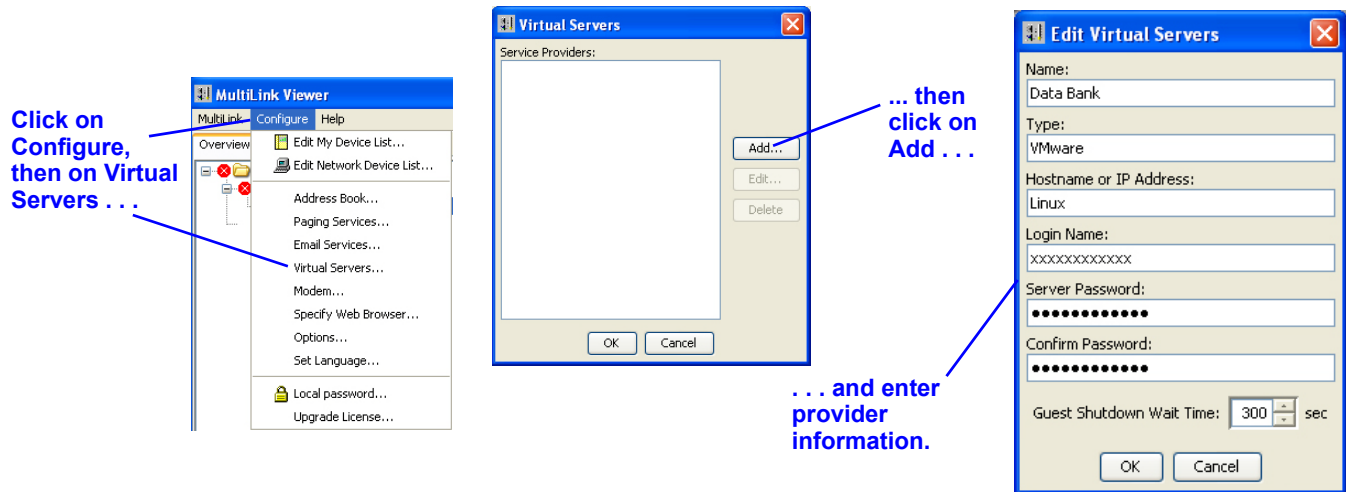 Click on
Configure,
then on Virtual
Servers . . .
MultiLink Viewer
MultiLink Configure Help
Overview
Edit My Device List...
Edit Network Device List...
Address Book...
Paging Services...
Email Services...
Virtual Servers...
Modem...
Specify Web Browser...
Options...
Set Language...
Local password...
Upgrade License...
Virtual Servers
Service Providers:
Add...
Edit...
Delete
OK Cancel
... then
click on
Add . . .
. . . and enter
provider
information.
Edit Virtual Servers
Name:
Data Bank
Type:
VMware
Hostname or IP Address:
Linux
Login Name:
xxxxxxxxxxxx
Server Password:
●●●●●●●●●●●●
Confirm Password:
●●●●●●●●●●●●
Guest Shutdown Wait Time: 300 sec
OK Cancel